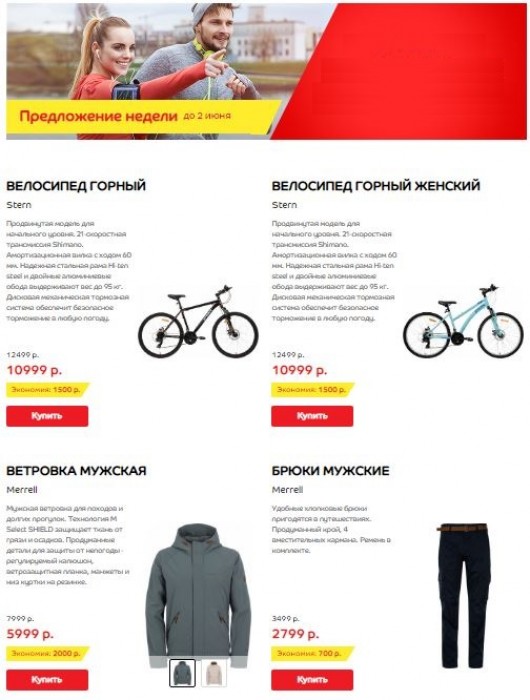 Предложение недели до 2 июня
ВЕЛОСИПЕД ГОРНЫЙ
Stern
Продвинутая модель для
начального уровня. 21-скоростная
трансмиссия Shimano.
Амортизационная вилка с ходом 60
мм. Надежная стальная рама Hi-ten
steel и двойные алюминиевые
обода выдерживают вес до 95 кг.
Дисковая механическая тормозная
система обеспечит безопасное
торможение в любую погоду.
12499 р.
10999 р.
Экономия: 1500 р.
Купить
ВЕЛОСИПЕД ГОРНЫЙ ЖЕНСКИЙ
Stern
Продвинутая модель для
начального уровня. 21-скоростная
трансмиссия Shimano.
Амортизационная вилка с ходом 60
мм. Надежная стальная рама Hi-ten
steel и двойные алюминиевые
обода выдерживают вес до 95 кг.
Дисковая механическая тормозная
система обеспечит безопасное
торможение в любую погоду.
12499 р.
10999 р.
Экономия: 1500 р.
Купить
ВЕТРОВКА МУЖСКАЯ
Merrell
Мужская ветровка для походов и
долгих прогулок. Технология M
Select SHIELD защищает ткань от
грязи и осадков. Продуманные
детали для защиты от непогоды -
регулируемый капюшон,
ветрозащитная планка, манжеты и
низ куртки на резинке.
7999 р.
5999 р.
Экономия: 2000 р.
Купить
БРЮКИ МУЖСКИЕ
Merrell
Удобные хлопковые брюки
пригодятся в путешествиях.
Продуманный крой, 4
вместительных кармана. Ремень в
комплекте.
3499 р.
2799 р.
Экономия: 700 р.
Купить